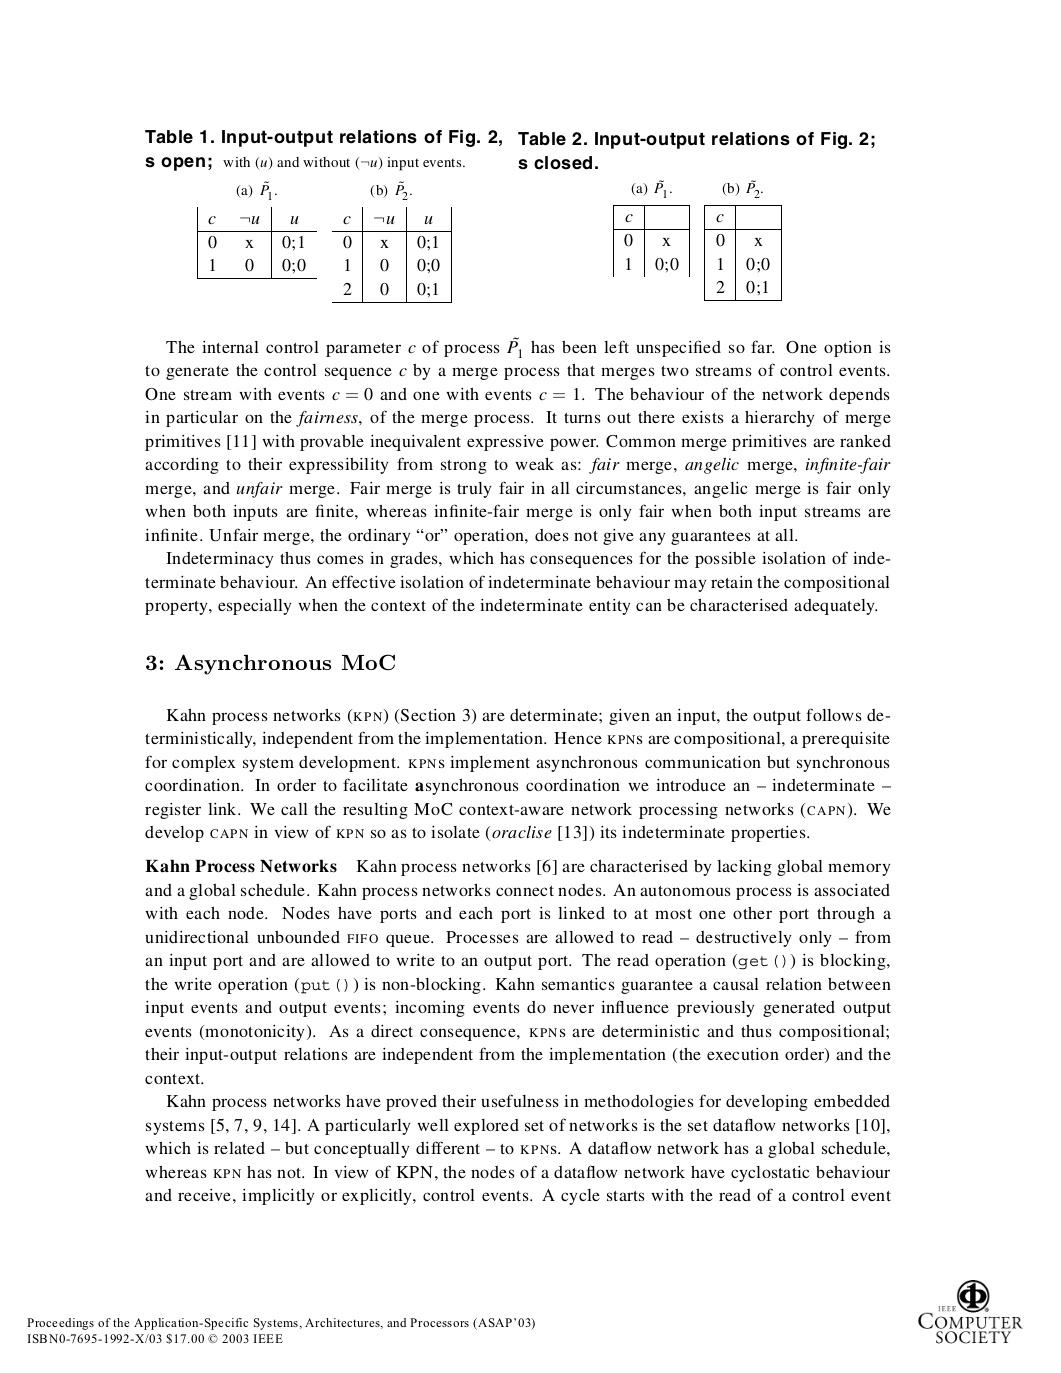 Table 1. Input-output relations of Fig. 2,
s open; with (u) and without (¬u) input events.
(a) P̃1.
(b) P̃2.
c ¬u u
0 x 0;1
1 0 0;0
c ¬u u
0 x 0;1
1 0 0;0
2 0 0;1
Table 2. Input-output relations of Fig. 2;
s closed.
(a) P̃1.
(b) P̃2.
c
0 x
1 0;0
c
0 x
1 0;0
2 0;1
The internal control parameter c of process P̃1 has been left unspecified so far. One option is
to generate the control sequence c by a merge process that merges two streams of control events.
One stream with events c = 0 and one with events c = 1. The behaviour of the network depends
in particular on the fairness, of the merge process. It turns out there exists a hierarchy of merge
primitives [11] with provable inequivalent expressive power. Common merge primitives are ranked
according to their expressibility from strong to weak as: fair merge, angelic merge, infinite-fair
merge, and unfair merge. Fair merge is truly fair in all circumstances, angelic merge is fair only
when both inputs are finite, whereas infinite-fair merge is only fair when both input streams are
infinite. Unfair merge, the ordinary “or” operation, does not give any guarantees at all.
Indeterminacy thus comes in grades, which has consequences for the possible isolation of inde-
terminate behaviour. An effective isolation of indeterminate behaviour may retain the compositional
property, especially when the context of the indeterminate entity can be characterised adequately.
3: Asynchronous MoC
Kahn process networks (KPN) (Section 3) are determinate; given an input, the output follows de-
terministically, independent from the implementation. Hence KPNs are compositional, a prerequisite
for complex system development. KPNs implement asynchronous communication but synchronous
coordination. In order to facilitate asynchronous coordination we introduce an – indeterminate –
register link. We call the resulting MoC context-aware network processing networks (CAPN). We
develop CAPN in view of KPN so as to isolate (oraclise [13]) its indeterminate properties.
Kahn Process Networks Kahn process networks [6] are characterised by lacking global memory
and a global schedule. Kahn process networks connect nodes. An autonomous process is associated
with each node. Nodes have ports and each port is linked to at most one other port through a
unidirectional unbounded FIFO queue. Processes are allowed to read – destructively only – from
an input port and are allowed to write to an output port. The read operation (get()) is blocking,
the write operation (put()) is non-blocking. Kahn semantics guarantee a causal relation between
input events and output events; incoming events do never influence previously generated output
events (monotonicity). As a direct consequence, KPNs are deterministic and thus compositional;
their input-output relations are independent from the implementation (the execution order) and the
context.
Kahn process networks have proved their usefulness in methodologies for developing embedded
systems [5, 7, 9, 14]. A particularly well explored set of networks is the set dataflow networks [10],
which is related – but conceptually different – to KPNs. A dataflow network has a global schedule,
whereas KPN has not. In view of KPN, the nodes of a dataflow network have cyclostatic behaviour
and receive, implicitly or explicitly, control events. A cycle starts with the read of a control event
Proceedings of the Application-Specific Systems, Architectures, and Processors (ASAP’03)
ISBN0-7695-1992-X/03 $17.00 © 2003 IEEE
IEEE
COMPUTER
SOCIETY